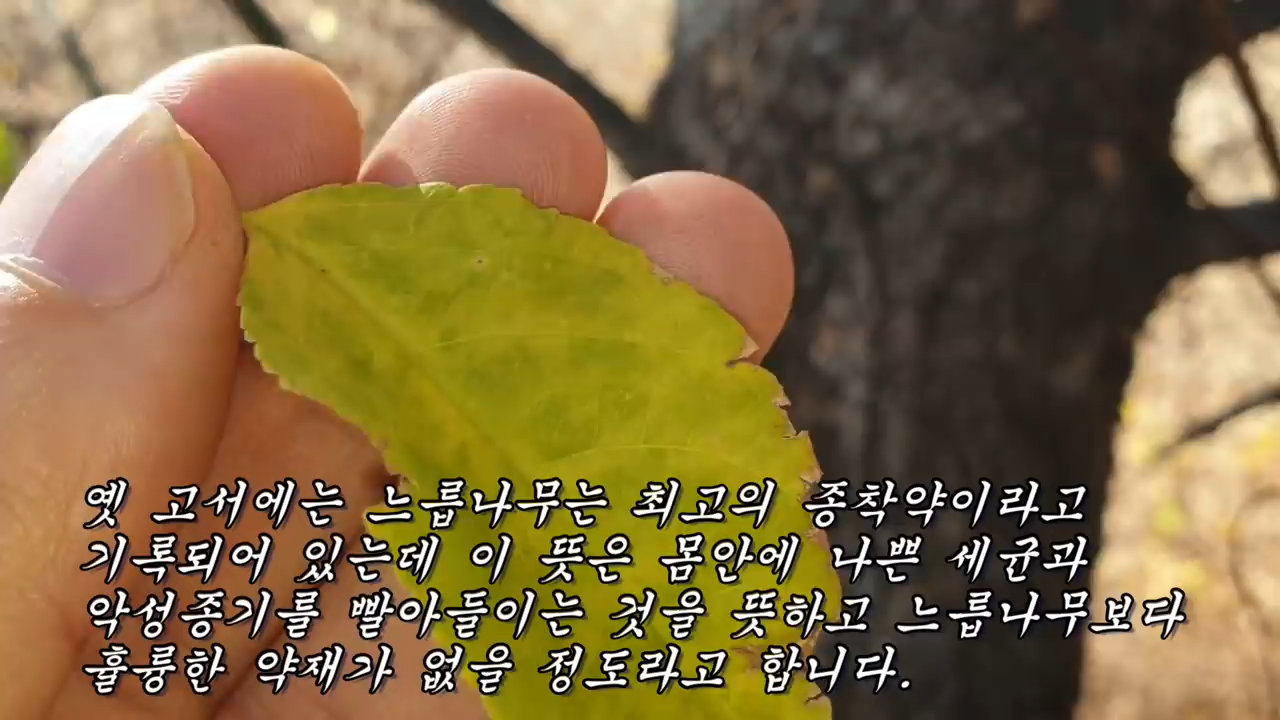 옛 고서에는 느릅나무는 최고의 종착약이라고
기록되어 있는데 이 뜻은 몸안에 나쁜 세균과
악성종기를 빨아들이는 것을 뜻하고 느릅나무보다
훌륭한 약재가 없을 정도라고 합니다.